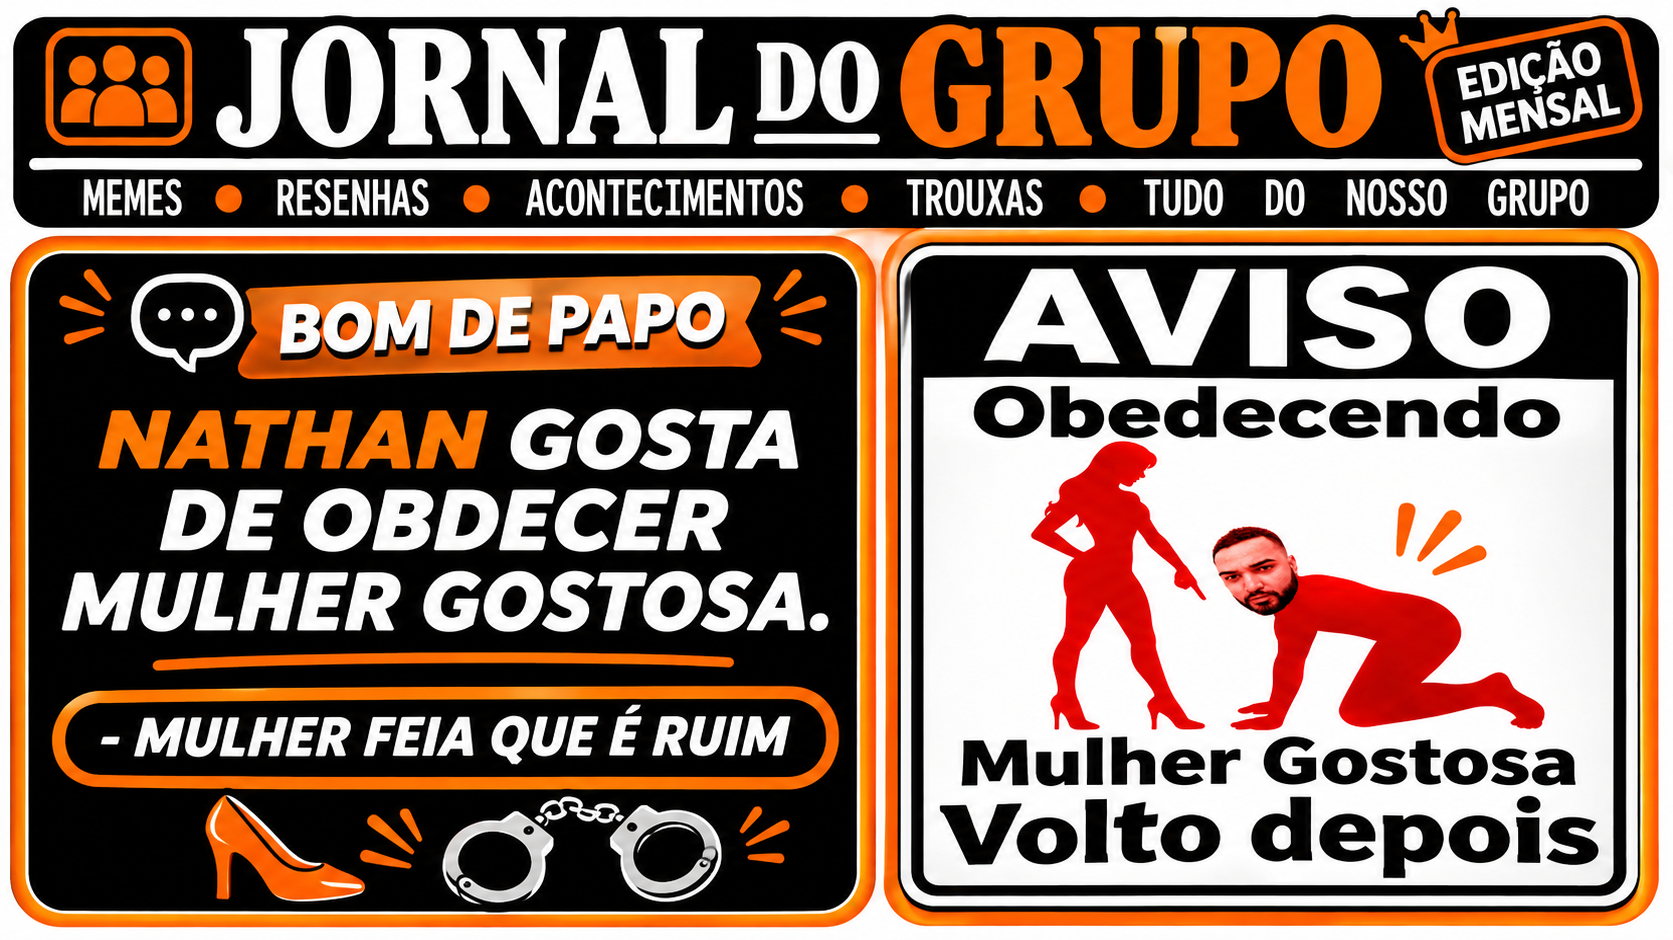 JORNAL DO GRUPO
EDIÇÃO
MENSAL
MEMES • RESENHAS • ACONTECIMENTOS • TROUXAS • TUDO DO NOSSO GRUPO
BOM DE PAPO
NATHAN GOSTA
DE OBDECER
MULHER GOSTOSA.
- MULHER FEIA QUE É RUIM
AVISO
Obedecendo
Mulher Gostosa
Volto depois